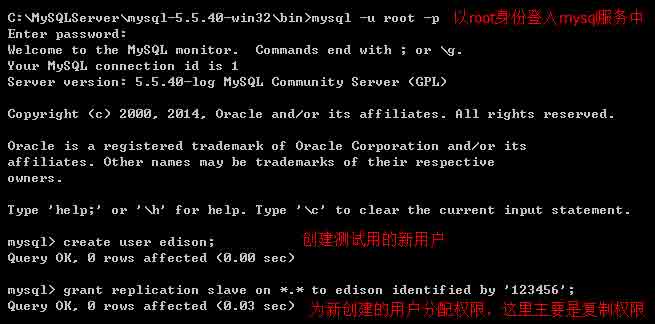 C:\MySQLServer\mysql-5.5.40-win32\bin>mysql -u root -p 以root身份登入mysql服务中
Enter password:
Welcome to the MySQL monitor.  Commands end with ; or \g.
Your MySQL connection id is 1
Server version: 5.5.40-log MySQL Community Server (GPL)
Copyright (c) 2000, 2014, Oracle and/or its affiliates. All rights reserved.
Oracle is a registered trademark of Oracle Corporation and/or its
affiliates. Other names may be trademarks of their respective
owners.
Type 'help;' or '\h' for help. Type '\c' to clear the current input statement.
mysql> create user edison; 创建测试用的新用户
Query OK, 0 rows affected (0.00 sec)
mysql> grant replication slave on *.* to edison identified by '123456';
Query OK, 0 rows affected (0.03 sec) 为新创建的用户分配权限，这里主要是复制权限